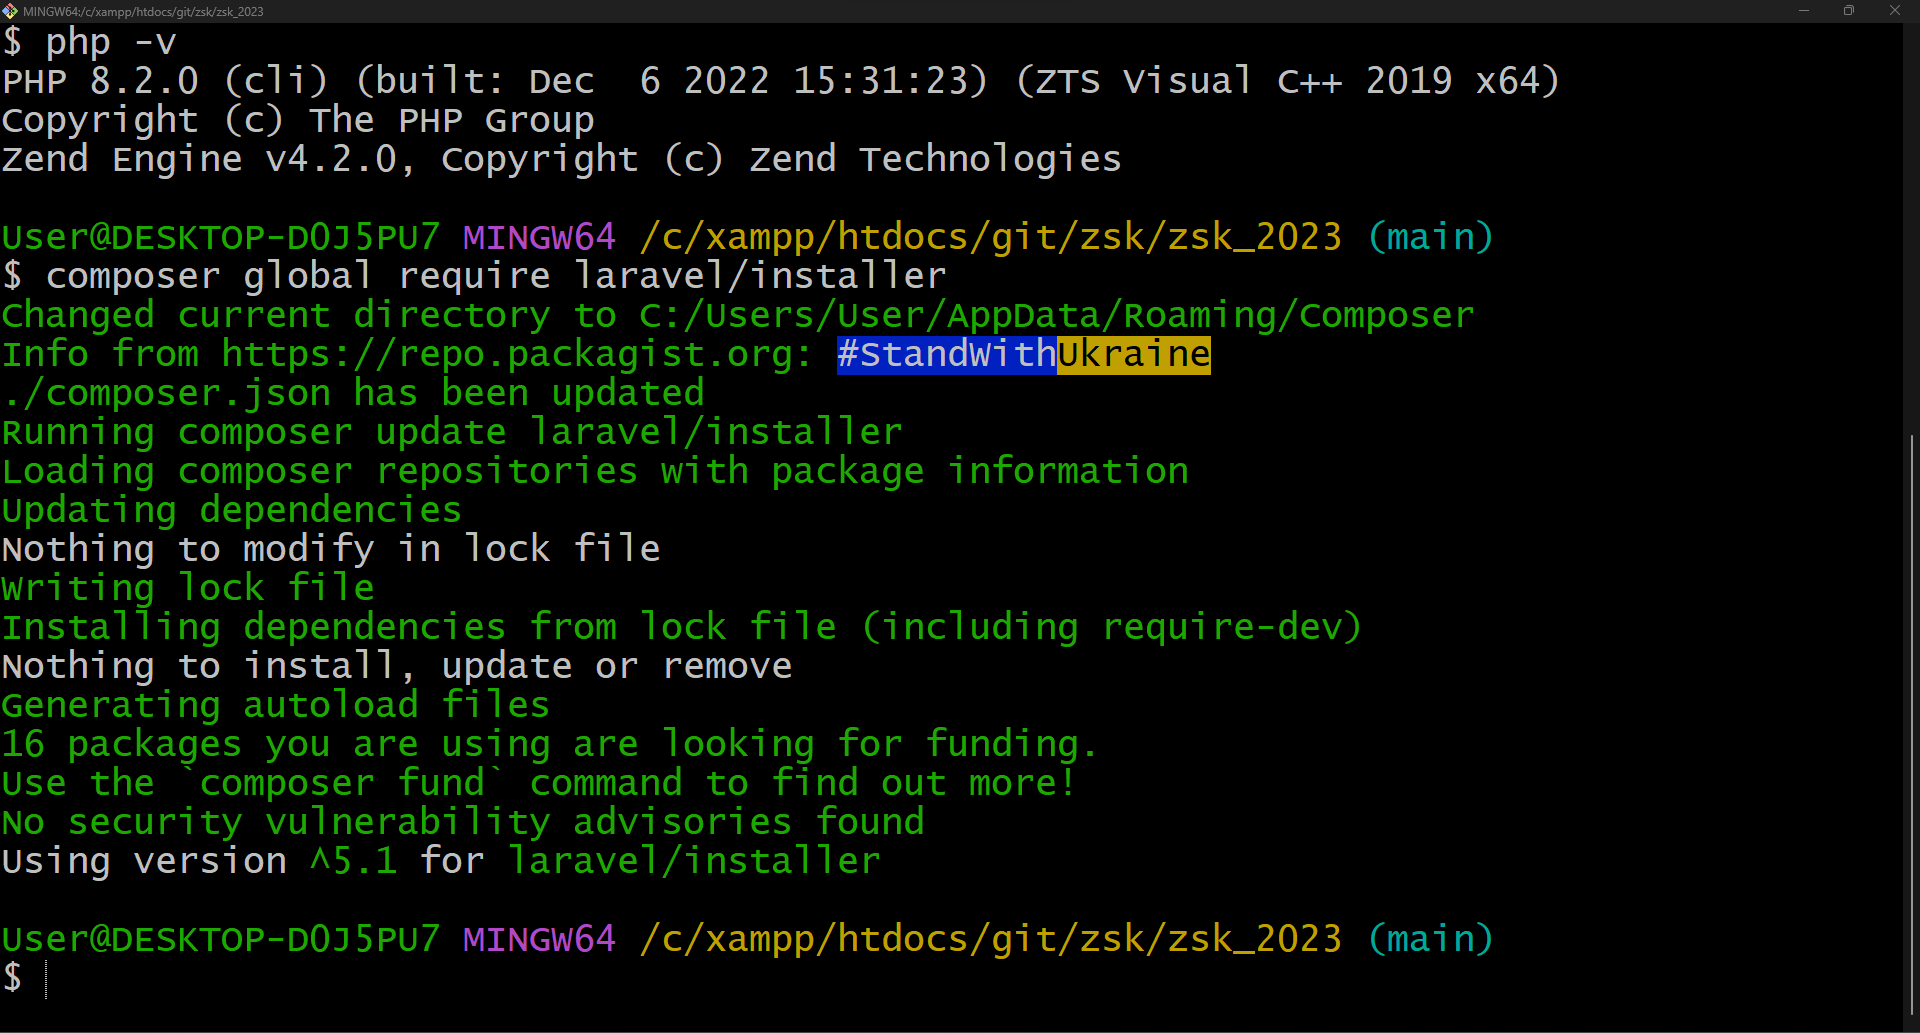 MINGW64:/c/xampp/htdocs/git/zsk/zsk_2023
$ php -v
PHP 8.2.0 (cli) (built: Dec  6 2022 15:31:23) (ZTS Visual C++ 2019 x64)
Copyright (c) The PHP Group
Zend Engine v4.2.0, Copyright (c) Zend Technologies
User@DESKTOP-D0J5PU7 MINGW64 /c/xampp/htdocs/git/zsk/zsk_2023 (main)
$ composer global require laravel/installer
Changed current directory to C:/Users/User/AppData/Roaming/Composer
Info from https://repo.packagist.org: #StandWithUkraine
./composer.json has been updated
Running composer update laravel/installer
Loading composer repositories with package information
Updating dependencies
Nothing to modify in lock file
Writing lock file
Installing dependencies from lock file (including require-dev)
Nothing to install, update or remove
Generating autoload files
16 packages you are using are looking for funding.
Use the `composer fund` command to find out more!
No security vulnerability advisories found
Using version ^5.1 for laravel/installer
User@DESKTOP-D0J5PU7 MINGW64 /c/xampp/htdocs/git/zsk/zsk_2023 (main)
$